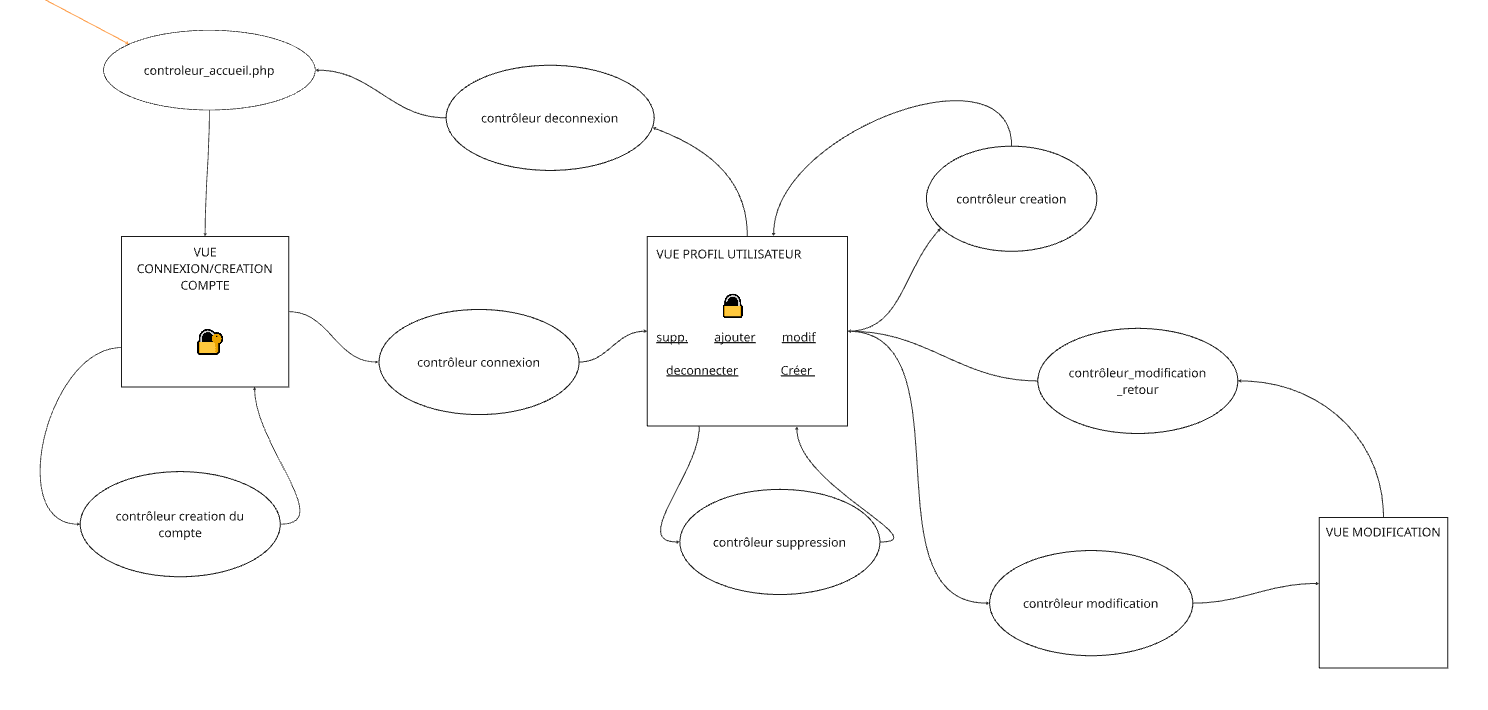 controleur_accueil.php
contrôleur deconnexion
contrôleur creation
VUE
CONNEXION/CREATION
COMPTE
VUE PROFIL UTILISATEUR
supp. ajouter modif
deconnecter Créer
contrôleur connexion
contrôleur_modification
_retour
contrôleur creation du
compte
contrôleur suppression
VUE MODIFICATION
contrôleur modification